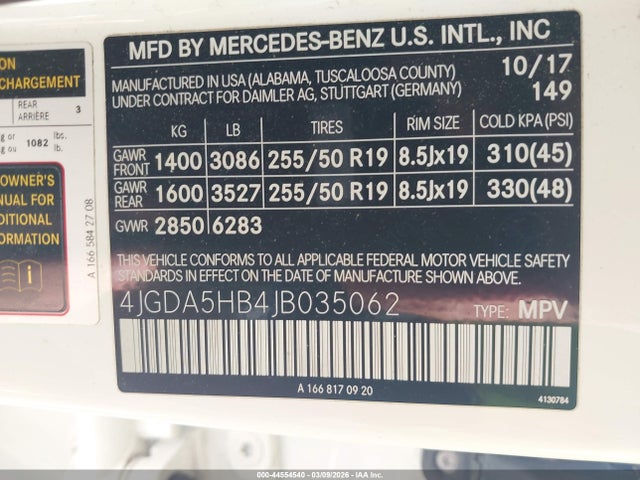 ON
CHARGEMENT
REAR
ARRIÈRE
3
g or
g ou
1082
lbs.
lb.
OWNER'S
NUAL FOR
DITIONAL
ORMATION
A 166 584 27 08
MFD BY MERCEDES-BENZ U.S. INTL., INC
MANUFACTURED IN USA (ALABAMA, TUSCALOOSA COUNTY) 10/17
UNDER CONTRACT FOR DAIMLER AG, STUTTGART (GERMANY) 149
KG LB TIRES RIM SIZE COLD KPA (PSI)
GAWR FRONT 1400 3086 255/50 R19 8.5Jx19 310(45)
GAWR REAR 1600 3527 255/50 R19 8.5Jx19 330(48)
GVWR 2850 6283
THIS VEHICLE CONFORMS TO ALL APPLICABLE FEDERAL MOTOR VEHICLE SAFETY
STANDARDS IN EFFECT ON THE DATE OF MANUFACTURE SHOWN ABOVE.
4JGDA5HB4JB035062 TYPE: MPV
A 166 817 09 20
4130784
000-44554540 - 03/09/2026 - IAA Inc.